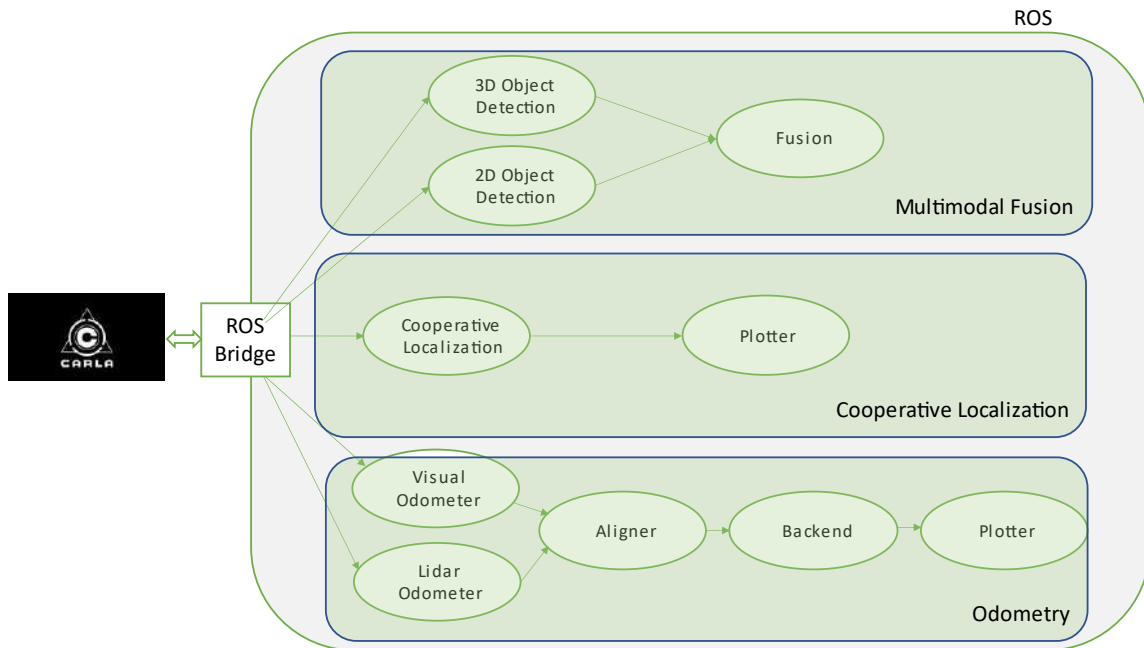 ROS
3D Object
Detection
Fusion
2D Object
Detection
Multimodal Fusion
CARLA
ROS
Bridge
Cooperative
Localization
Plotter
Cooperative Localization
Visual
Odometer
Aligner
Backend
Plotter
Lidar
Odometer
Odometry